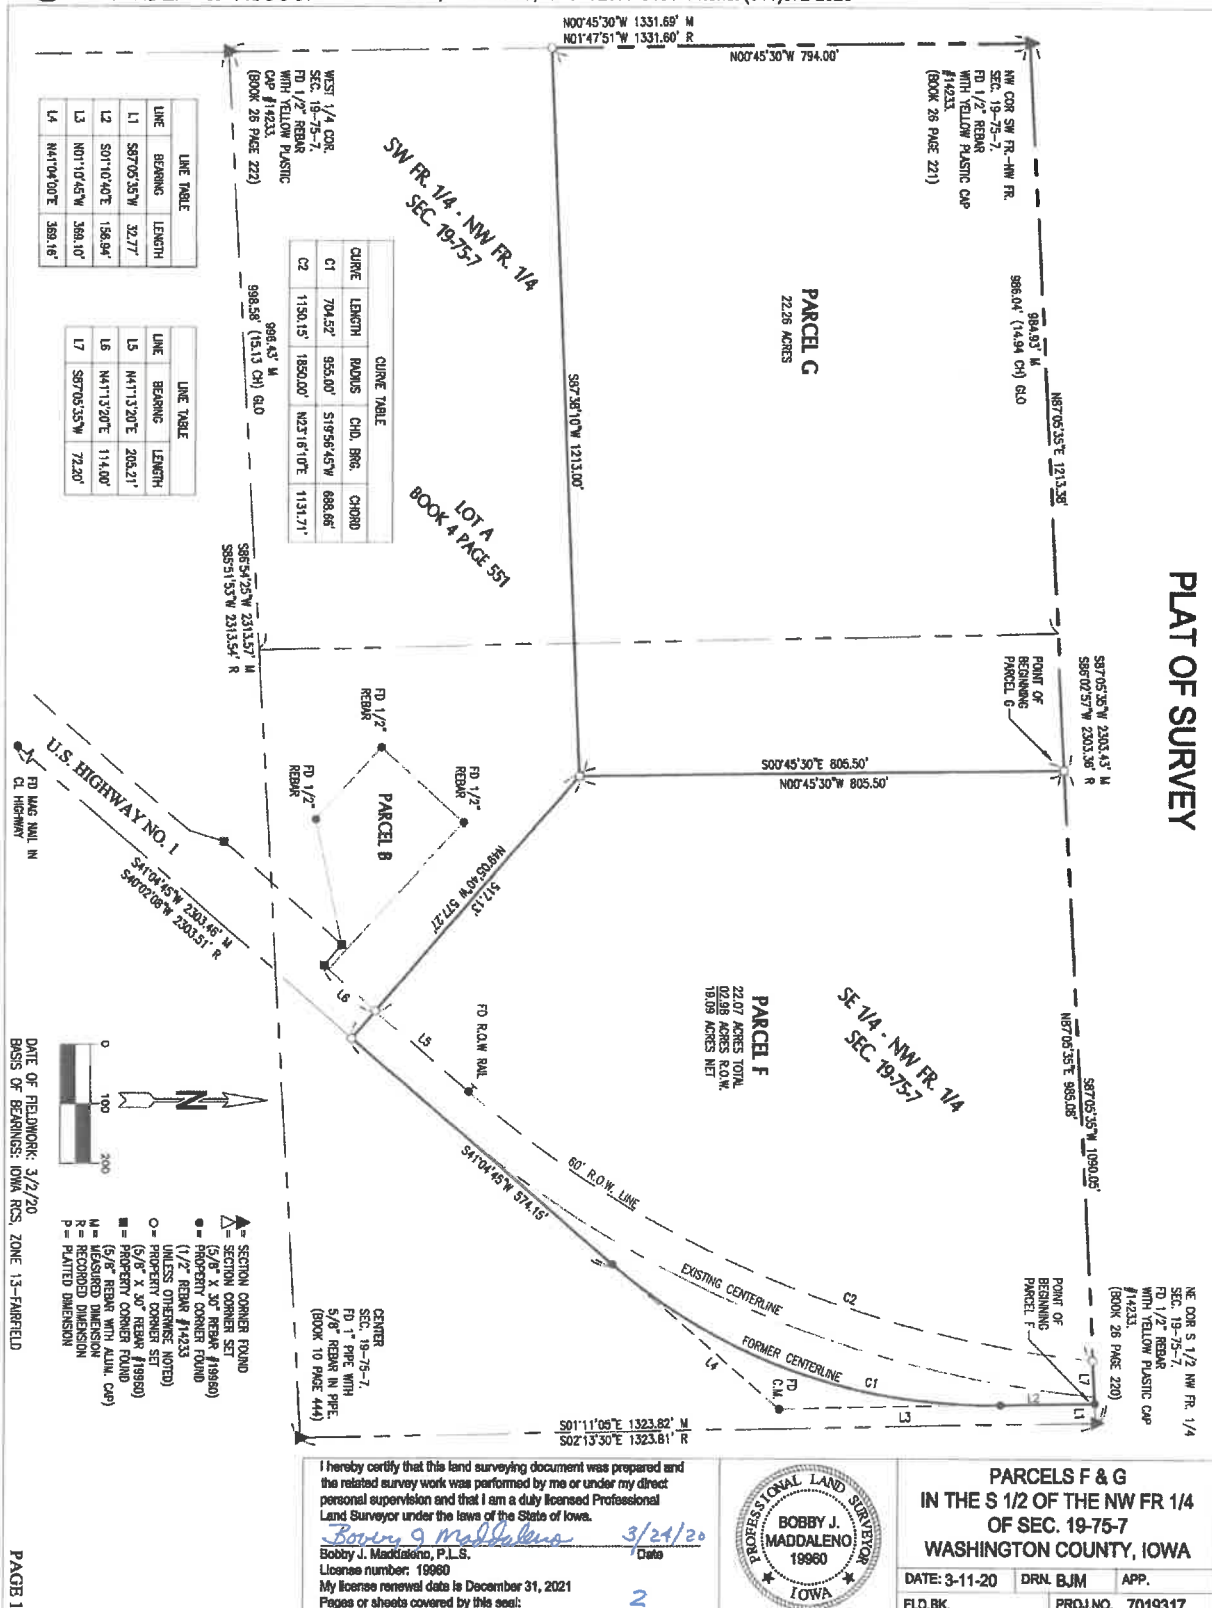 PLAT OF SURVEY
N00°45'30"W 1331.69' M
N01°47'51"W 1331.60' R
N00°45'30"W 794.00'
NW COR SW FR.-NW FR.
SEC. 19-75-7.
FD 1/2" REBAR
WITH YELLOW PLASTIC CAP
#14233.
(BOOK 26 PAGE 221)
984.93' M
986.04' (14.94 CH) GLO
N87°05'35"E 1213.38'
S87°05'35"W 2303.43' M
S86°02'57"W 2303.36' R
POINT OF
BEGINNING
PARCEL G
N87°05'35"E 985.08'
S87°05'35"W 1090.05'
NE COR S 1/2 NW FR. 1/4
SEC. 19-75-7.
FD 1/2" REBAR
WITH YELLOW PLASTIC CAP
#14233.
(BOOK 26 PAGE 220)
POINT OF
BEGINNING
PARCEL F
PARCEL G
22.26 ACRES
S00°45'30"E 805.50'
N00°45'30"W 805.50'
SE 1/4 - NW FR. 1/4
SEC. 19-75-7
PARCEL F
22.07 ACRES TOTAL
02.98 ACRES R.O.W.
19.09 ACRES NET
WEST 1/4 COR.
SEC. 19-75-7.
FD 1/2" REBAR
WITH YELLOW PLASTIC
CAP #14233.
(BOOK 26 PAGE 222)
SW FR. 1/4 - NW FR. 1/4
SEC. 19-75-7
S87°38'10"W 1213.00'
LOT A
BOOK 4 PAGE 551
N49°05'40"W 577.27'
517.13'
FD 1/2"
REBAR
FD 1/2"
REBAR
FD 1/2"
REBAR
PARCEL B
L6
L5
FD R.O.W RAIL
60' R.O.W. LINE
S41°04'45"W 574.15'
EXISTING CENTERLINE
FORMER CENTERLINE
C2
C1
L4
FD
C.M.
L3
L2
L1
L7
S01°11'05"E 1323.82' M
S02°13'30"E 1323.81' R
CURVE TABLE
CURVE LENGTH RADIUS CHD. BRG. CHORD
C1 704.52' 955.00' S19°56'45"W 688.66'
C2 1150.15' 1850.00' N23°16'10"E 1131.71'
998.43' M
998.58' (15.13 CH) GLO
S86°54'25"W 2313.57' M
S85°51'53"W 2313.54' R
LINE TABLE
LINE BEARING LENGTH
L1 S87°05'35"W 32.77'
L2 S01°10'40"E 156.94'
L3 N01°10'45"W 369.10'
L4 N41°04'00"E 369.16'
LINE TABLE
LINE BEARING LENGTH
L5 N41°13'20"E 205.21'
L6 N41°13'20"E 114.00'
L7 S87°05'35"W 72.20'
U.S. HIGHWAY NO. 1
S41°04'45"W 2303.46' M
S40°02'08"W 2303.51' R
FD MAG NAIL IN
CL HIGHWAY
CENTER
SEC. 19-75-7.
FD 1" PIPE WITH
5/8" REBAR IN PIPE.
(BOOK 10 PAGE 444)
N
0 100 200
= SECTION CORNER FOUND
= SECTION CORNER SET
(5/8" X 30" REBAR #19960)
= PROPERTY CORNER FOUND
(1/2" REBAR #14233
UNLESS OTHERWISE NOTED)
= PROPERTY CORNER SET
(5/8" X 30" REBAR #19960)
= PROPERTY CORNER FOUND
(5/8" REBAR WITH ALUM. CAP)
M = MEASURED DIMENSION
R = RECORDED DIMENSION
P = PLATTED DIMENSION
DATE OF FIELDWORK: 3/2/20
BASIS OF BEARINGS: IOWA RCS, ZONE 13-FAIRFIELD
I hereby certify that this land surveying document was prepared and
the related survey work was performed by me or under my direct
personal supervision and that I am a duly licensed Professional
Land Surveyor under the laws of the State of Iowa.
Bobby J Maddaleno 3/24/20
Bobby J. Maddaleno, P.L.S. Date
License number: 19960
My license renewal date is December 31, 2021
Pages or sheets covered by this seal: 2
PROFESSIONAL LAND SURVEYOR
BOBBY J.
MADDALENO
19960
IOWA
PARCELS F & G
IN THE S 1/2 OF THE NW FR 1/4
OF SEC. 19-75-7
WASHINGTON COUNTY, IOWA
DATE: 3-11-20 DRN. BJM APP.
FLD.BK. PROJ.NO. 7019317
PAGE 1